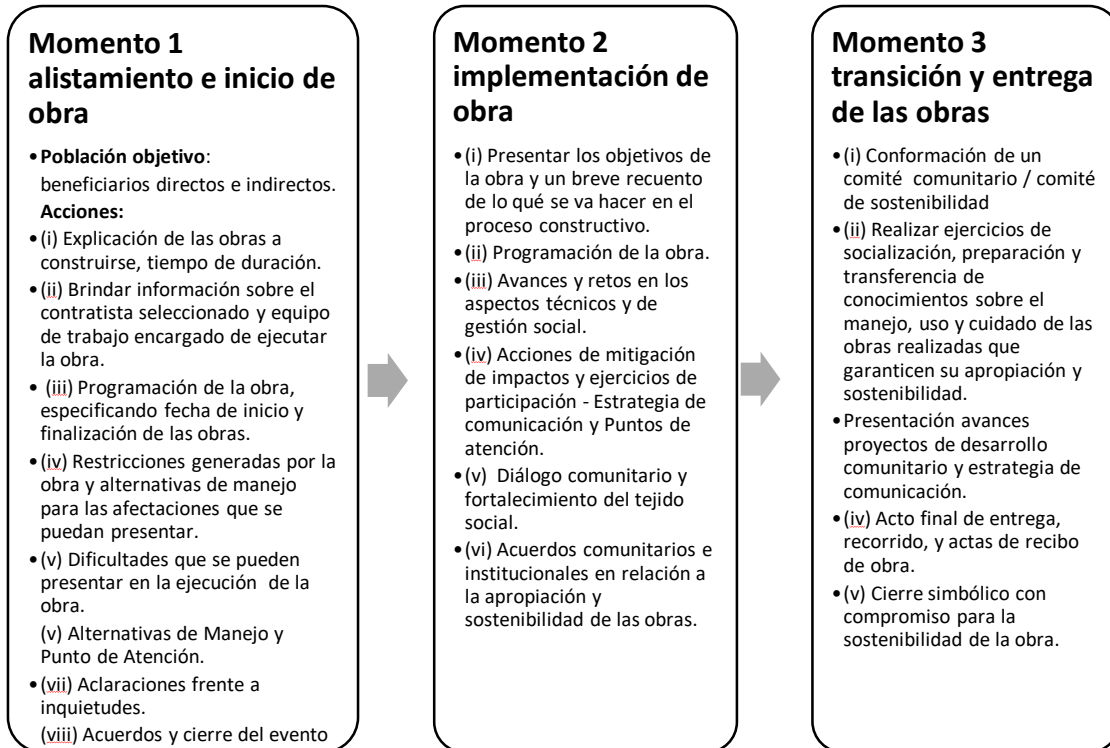 Momento 1
alistamiento e inicio de
obra
•Población objetivo:
beneficiarios directos e indirectos.
Acciones:
•(i) Explicación de las obras a
construirse, tiempo de duración.
•(ii) Brindar información sobre el
contratista seleccionado y equipo
de trabajo encargado de ejecutar
la obra.
• (iii) Programación de la obra,
especificando fecha de inicio y
finalización de las obras.
•(iv) Restricciones generadas por la
obra y alternativas de manejo
para las afectaciones que se
puedan presentar.
•(v) Dificultades que se pueden
presentar en la ejecución de la
obra.
(v) Alternativas de Manejo y
Punto de Atención.
•(vii) Aclaraciones frente a
inquietudes.
(viii) Acuerdos y cierre del evento
Momento 2
implementación de
obra
•(i) Presentar los objetivos de
la obra y un breve recuento
de lo qué se va hacer en el
proceso constructivo.
•(ii) Programación de la obra.
•(iii) Avances y retos en los
aspectos técnicos y de
gestión social.
•(iv) Acciones de mitigación
de impactos y ejercicios de
participación - Estrategia de
comunicación y Puntos de
atención.
•(v) Diálogo comunitario y
fortalecimiento del tejido
social.
•(vi) Acuerdos comunitarios e
institucionales en relación a
la apropiación y
sostenibilidad de las obras.
Momento 3
transición y entrega
de las obras
•(i) Conformación de un
comité comunitario / comité
de sostenibilidad
•(ii) Realizar ejercicios de
socialización, preparación y
transferencia de
conocimientos sobre el
manejo, uso y cuidado de las
obras realizadas que
garanticen su apropiación y
sostenibilidad.
•Presentación avances
proyectos de desarrollo
comunitario y estrategia de
comunicación.
•(iv) Acto final de entrega,
recorrido, y actas de recibo
de obra.
•(v) Cierre simbólico con
compromiso para la
sostenibilidad de la obra.